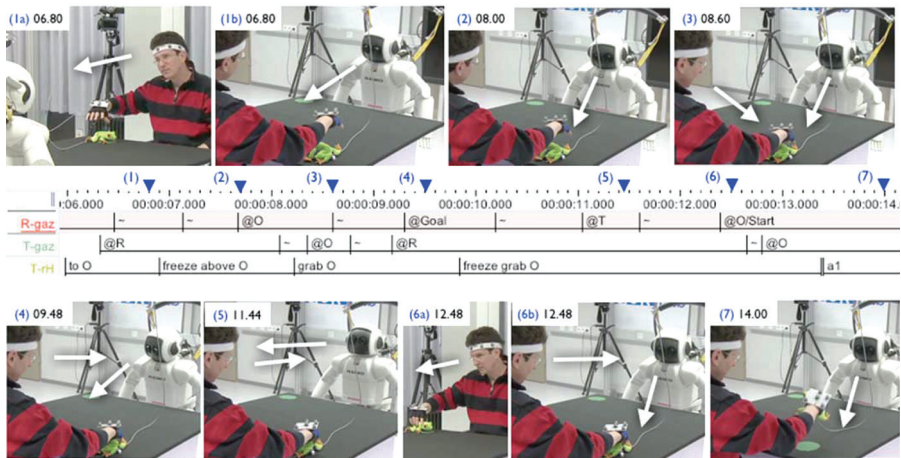 (1a) 06.80
(1b) 06.80
(2) 08.00
(3) 08.60
(1) (2) (3) (4) (5) (6) (7)
0:06.000 00:00:07.000 00:00:08.000 00:00:09.000 00:00:10.000 00:00:11.000 00:00:12.000 00:00:13.000 00:00:14.
R-gaz ~ ~ @O ~ @Goal ~ @T ~ @O/Start
T-gaz @R ~ @O ~ @R ~ @O
T-rH to O freeze above O grab O freeze grab O a1
(4) 09.48
(5) 11.44
(6a) 12.48
(6b) 12.48
(7) 14.00